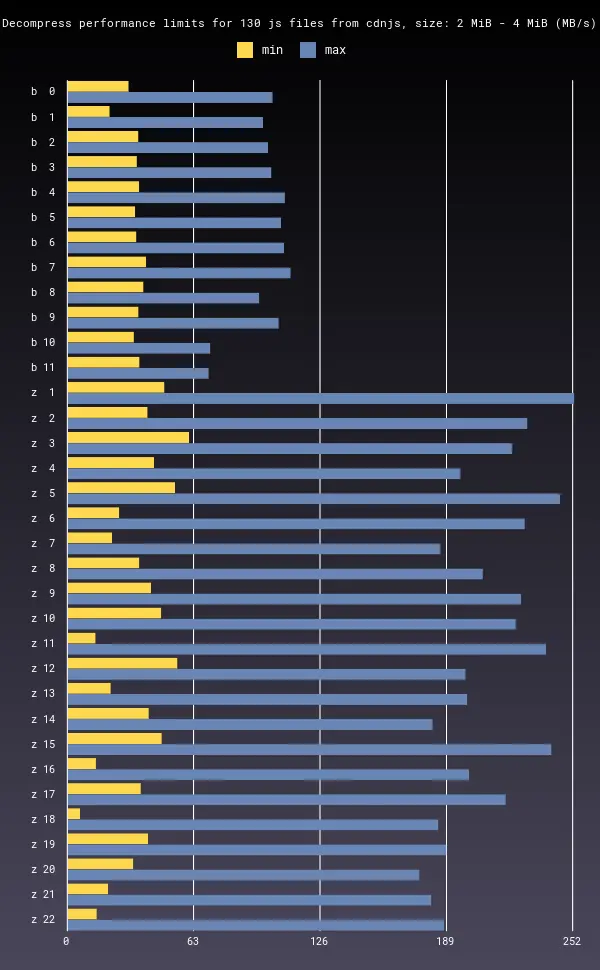 Decompress performance limits for 130 js files from cdnjs, size: 2 MiB - 4 MiB (MB/s)
min max
b 0
b 1
b 2
b 3
b 4
b 5
b 6
b 7
b 8
b 9
b 10
b 11
z 1
z 2
z 3
z 4
z 5
z 6
z 7
z 8
z 9
z 10
z 11
z 12
z 13
z 14
z 15
z 16
z 17
z 18
z 19
z 20
z 21
z 22
0 63 126 189 252